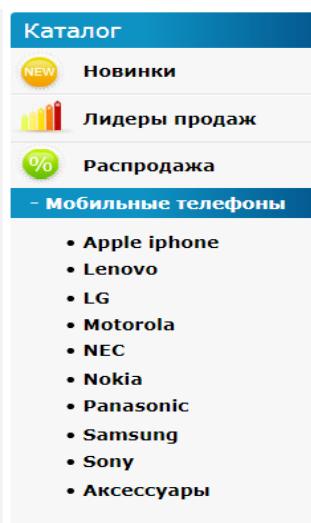 Каталог
NEW Новинки
Лидеры продаж
% Распродажа
- Мобильные телефоны
• Apple iphone
• Lenovo
• LG
• Motorola
• NEC
• Nokia
• Panasonic
• Samsung
• Sony
• Аксессуары